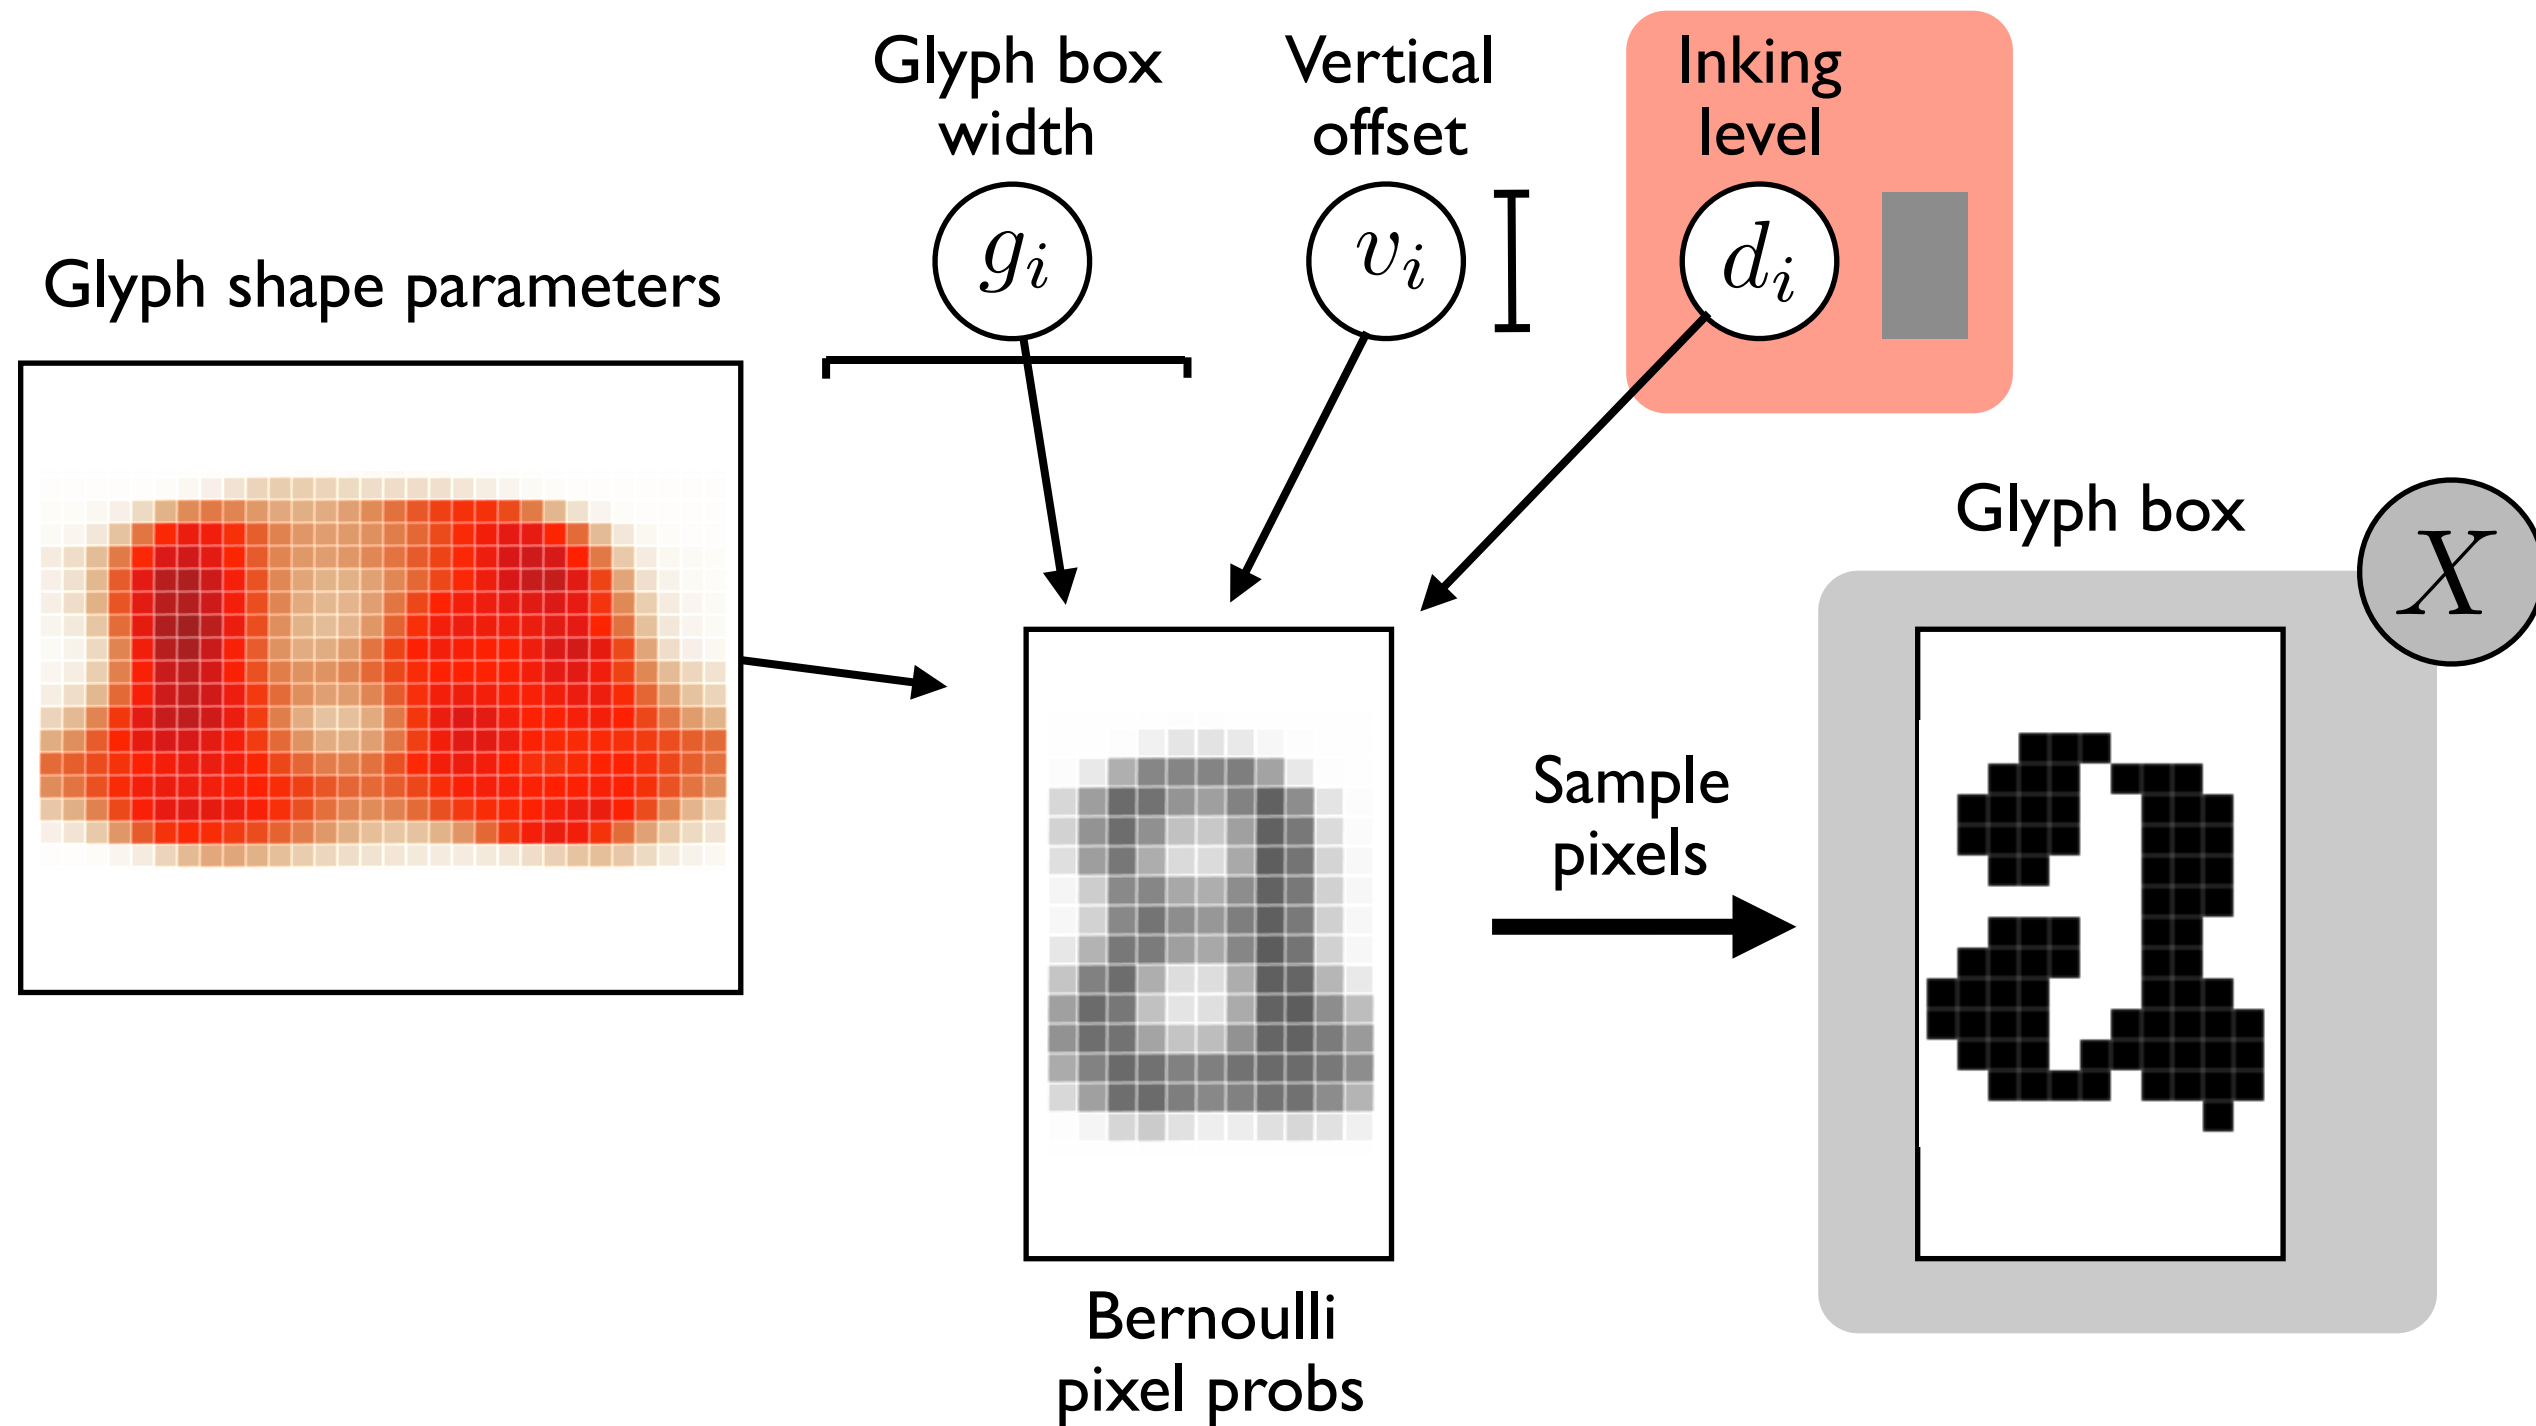 Glyph box
width
Vertical
offset
Inking
level
g_i
v_i
d_i
Glyph shape parameters
Glyph box
X
Sample
pixels
Bernoulli
pixel probs